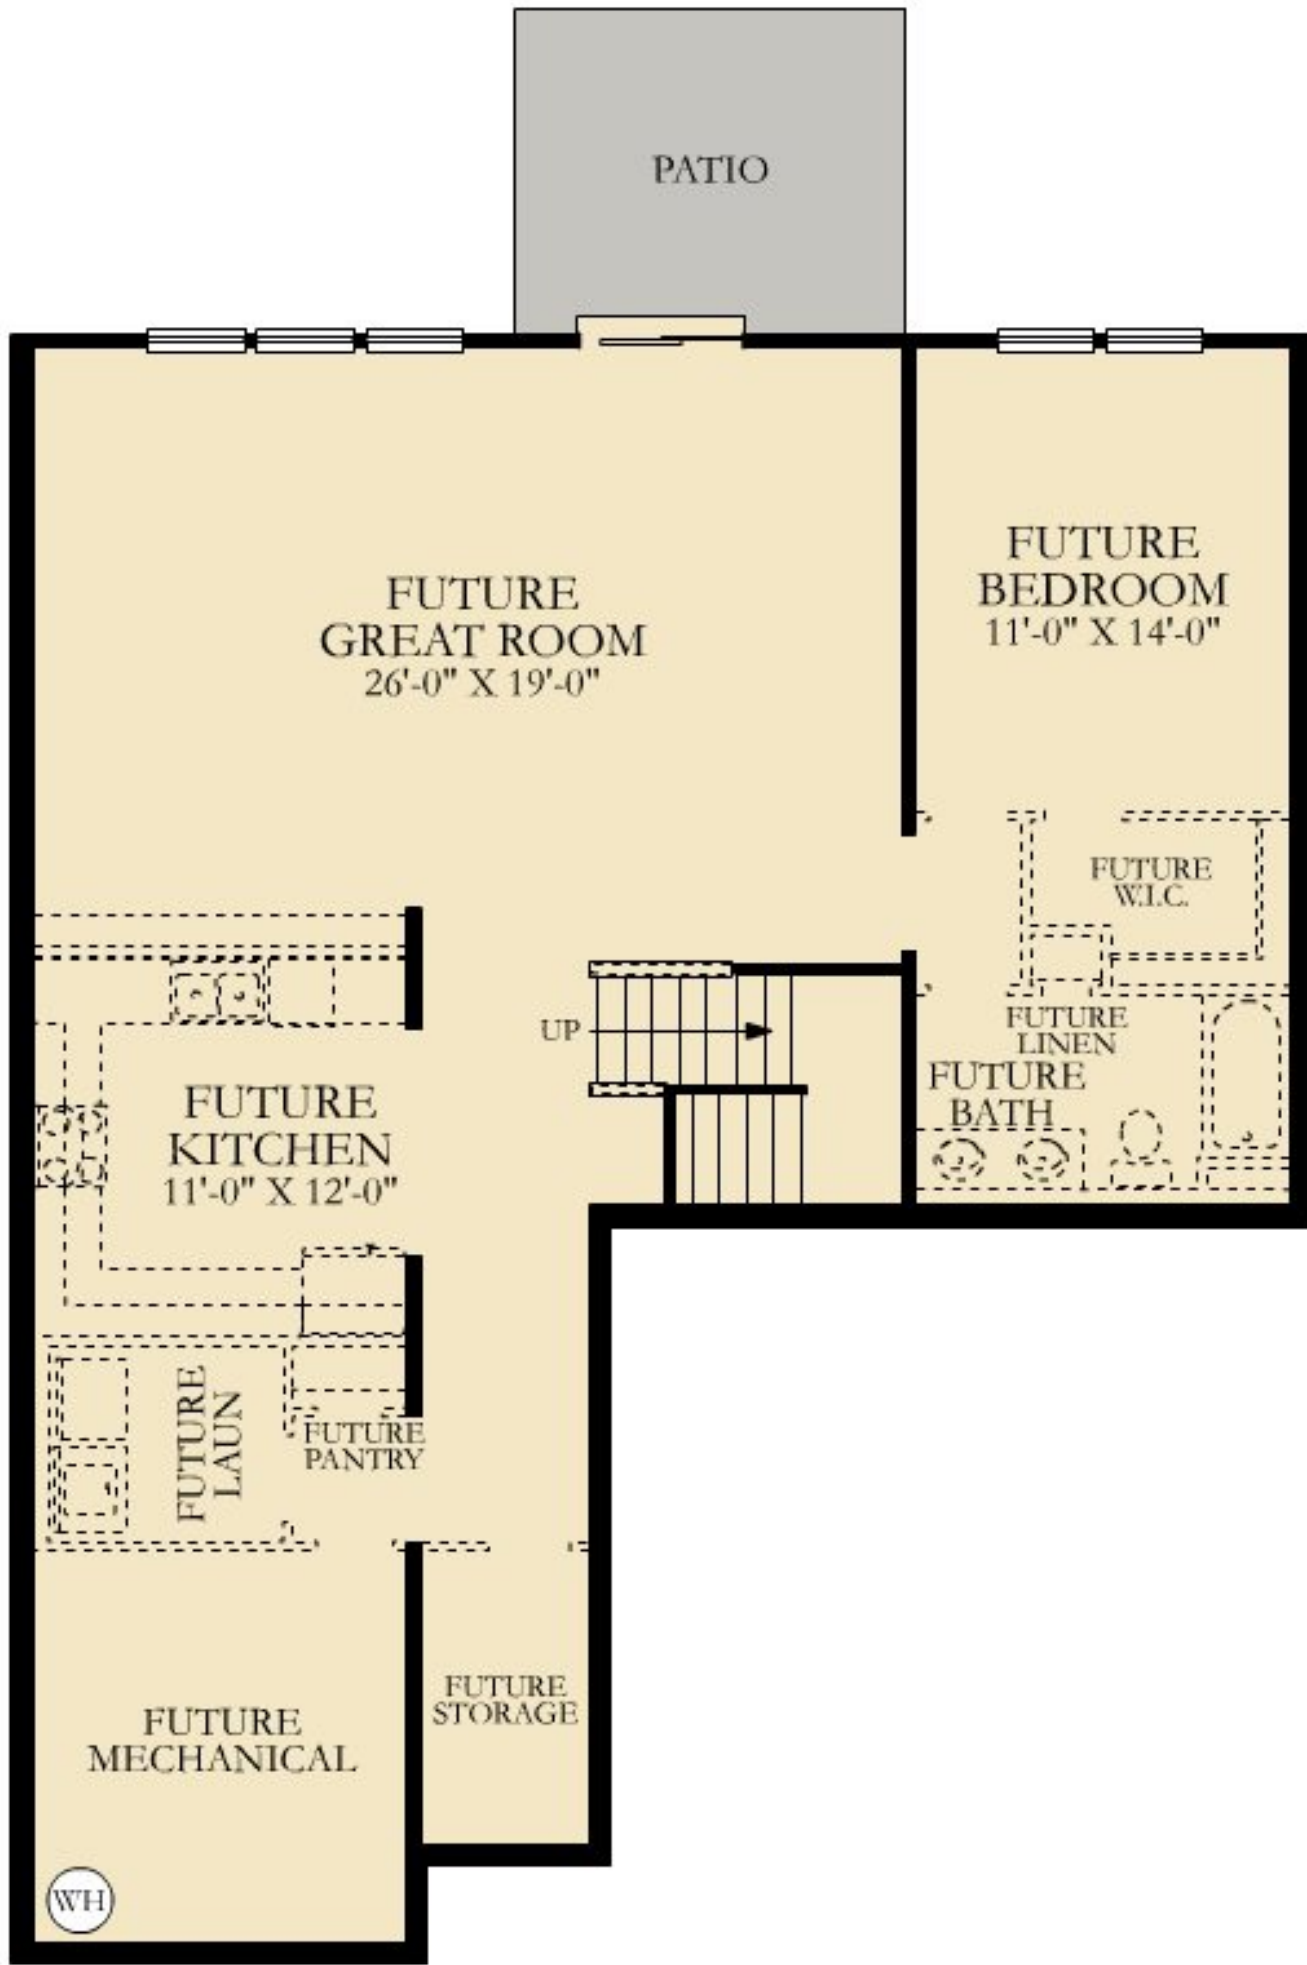 PATIO
FUTURE
GREAT ROOM
26'-0" X 19'-0"
FUTURE
BEDROOM
11'-0" X 14'-0"
FUTURE
W.I.C.
UP
FUTURE
LINEN
FUTURE
BATH
FUTURE
KITCHEN
11'-0" X 12'-0"
FUTURE
LAUN
FUTURE
PANTRY
FUTURE
STORAGE
FUTURE
MECHANICAL
WH